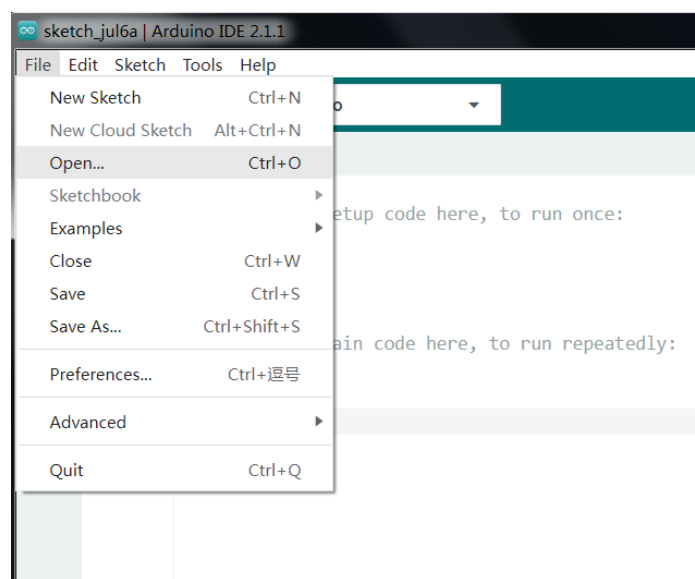 sketch_jul6a | Arduino IDE 2.1.1
File Edit Sketch Tools Help
New Sketch Ctrl+N
New Cloud Sketch Alt+Ctrl+N
Open... Ctrl+O
Sketchbook
etup code here, to run once:
Examples
Close Ctrl+W
Save Ctrl+S
Save As... Ctrl+Shift+S
ain code here, to run repeatedly:
Preferences... Ctrl+逗号
Advanced
Quit Ctrl+Q